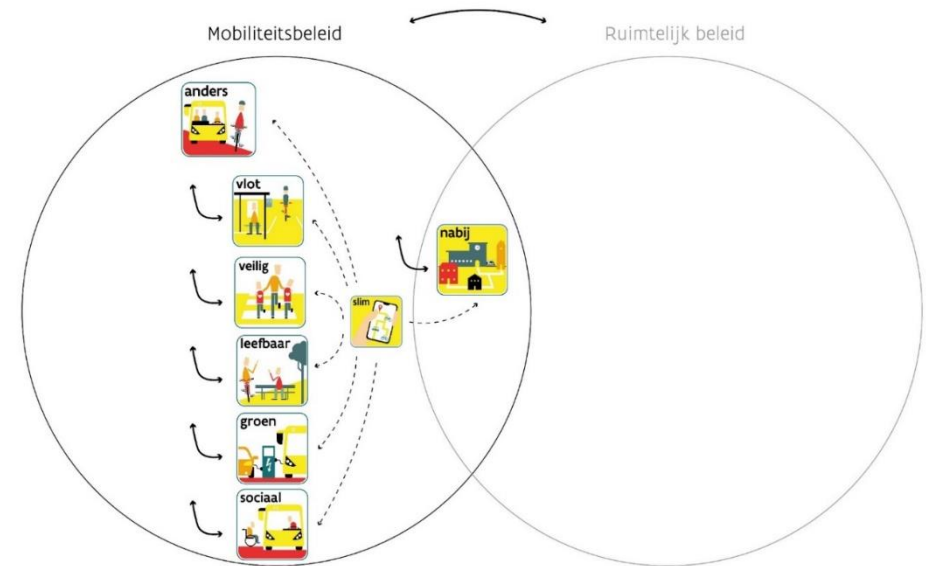 Mobiliteitsbeleid
Ruimtelijk beleid
anders
vlot
nabij
veilig
slim
leefbaar
groen
sociaal